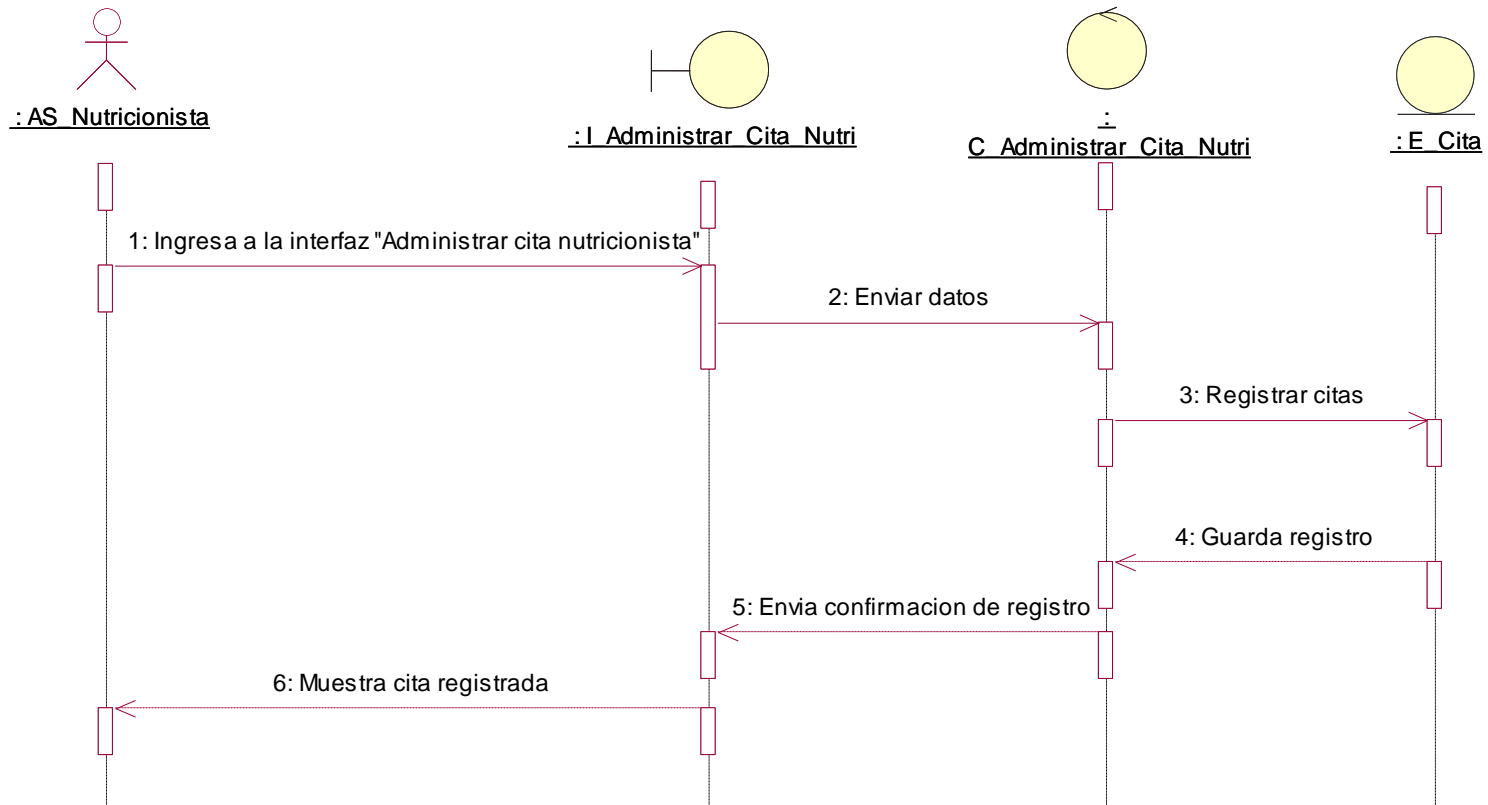 : AS_Nutricionista
: I_Administrar_Cita_Nutri
:
C_Administrar_Cita_Nutri
: E_Cita
1: Ingresa a la interfaz "Administrar cita nutricionista"
2: Enviar datos
3: Registrar citas
4: Guarda registro
5: Envia confirmacion de registro
6: Muestra cita registrada